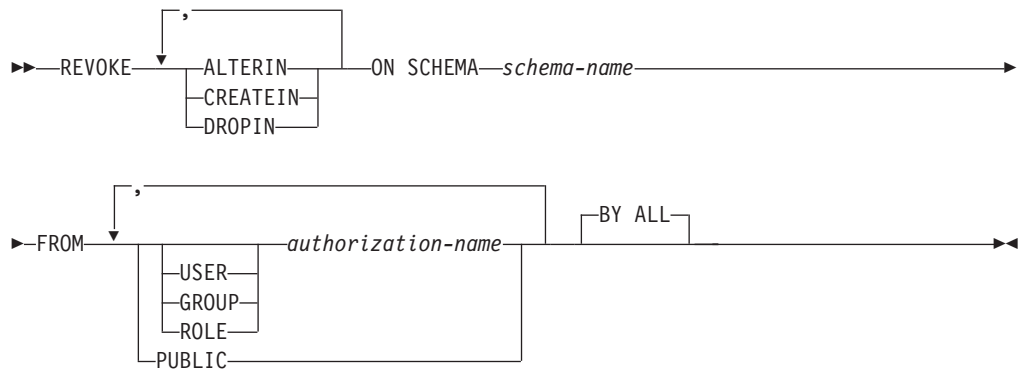 ,
REVOKE ALTERIN ON SCHEMA schema-name
CREATEIN
DROPIN
,
BY ALL
FROM authorization-name
USER
GROUP
ROLE
PUBLIC